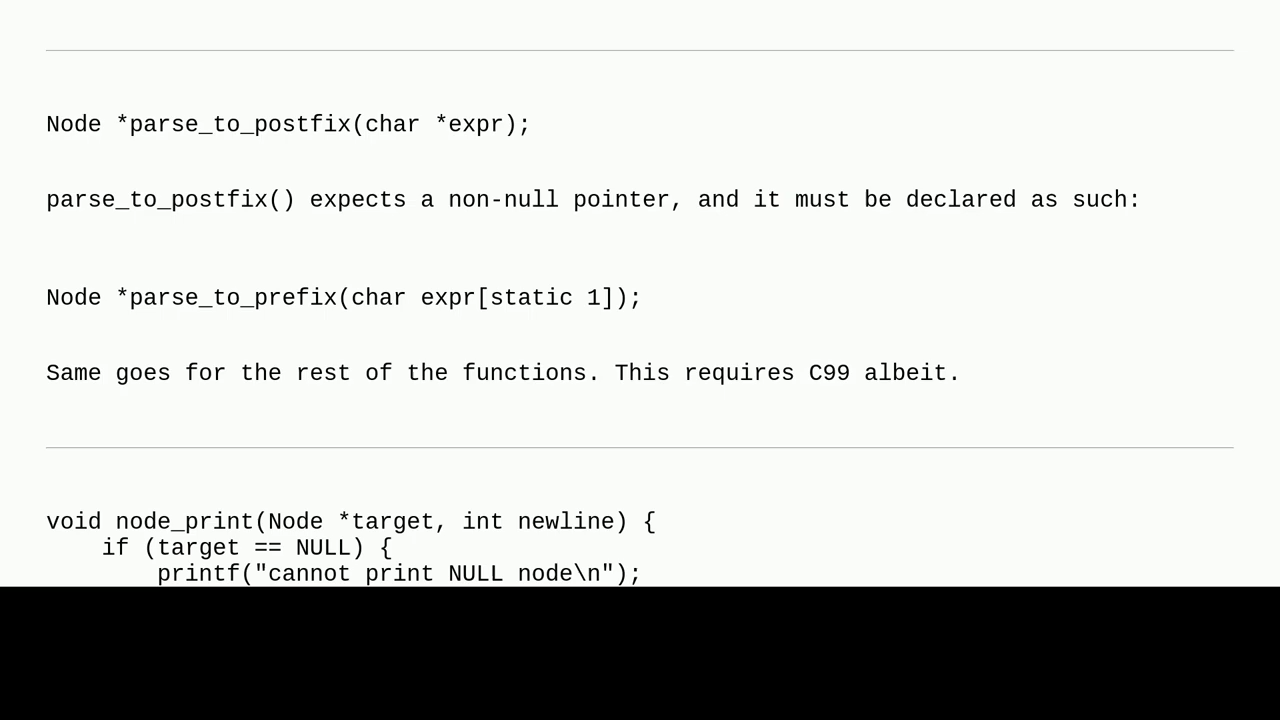 Node *parse_to_postfix(char *expr);
parse_to_postfix() expects a non-null pointer, and it must be declared as such:
Node *parse_to_prefix(char expr[static 1]);
Same goes for the rest of the functions. This requires C99 albeit.
void node_print(Node *target, int newline) {
    if (target == NULL) {
        printf("cannot print NULL node\n");